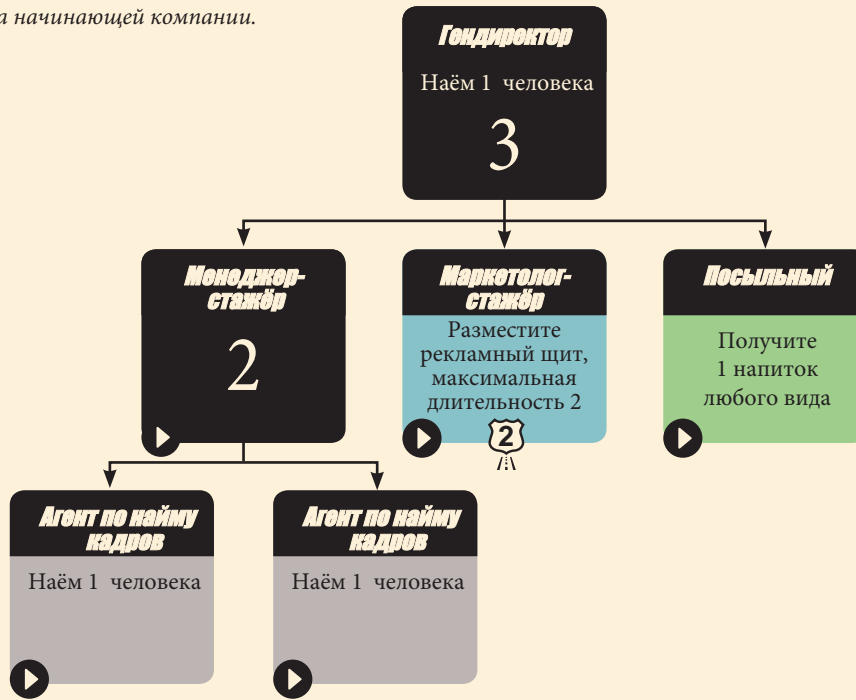 а начинающей компании.
Гендиректор
Наём 1 человека
3
Менеджер-
стажёр
2
Маркетолог-
стажёр
Разместите
рекламный щит,
максимальная
длительность 2
2
Посыльный
Получите
1 напиток
любого вида
Агент по найму
кадров
Наём 1 человека
Агент по найму
кадров
Наём 1 человека